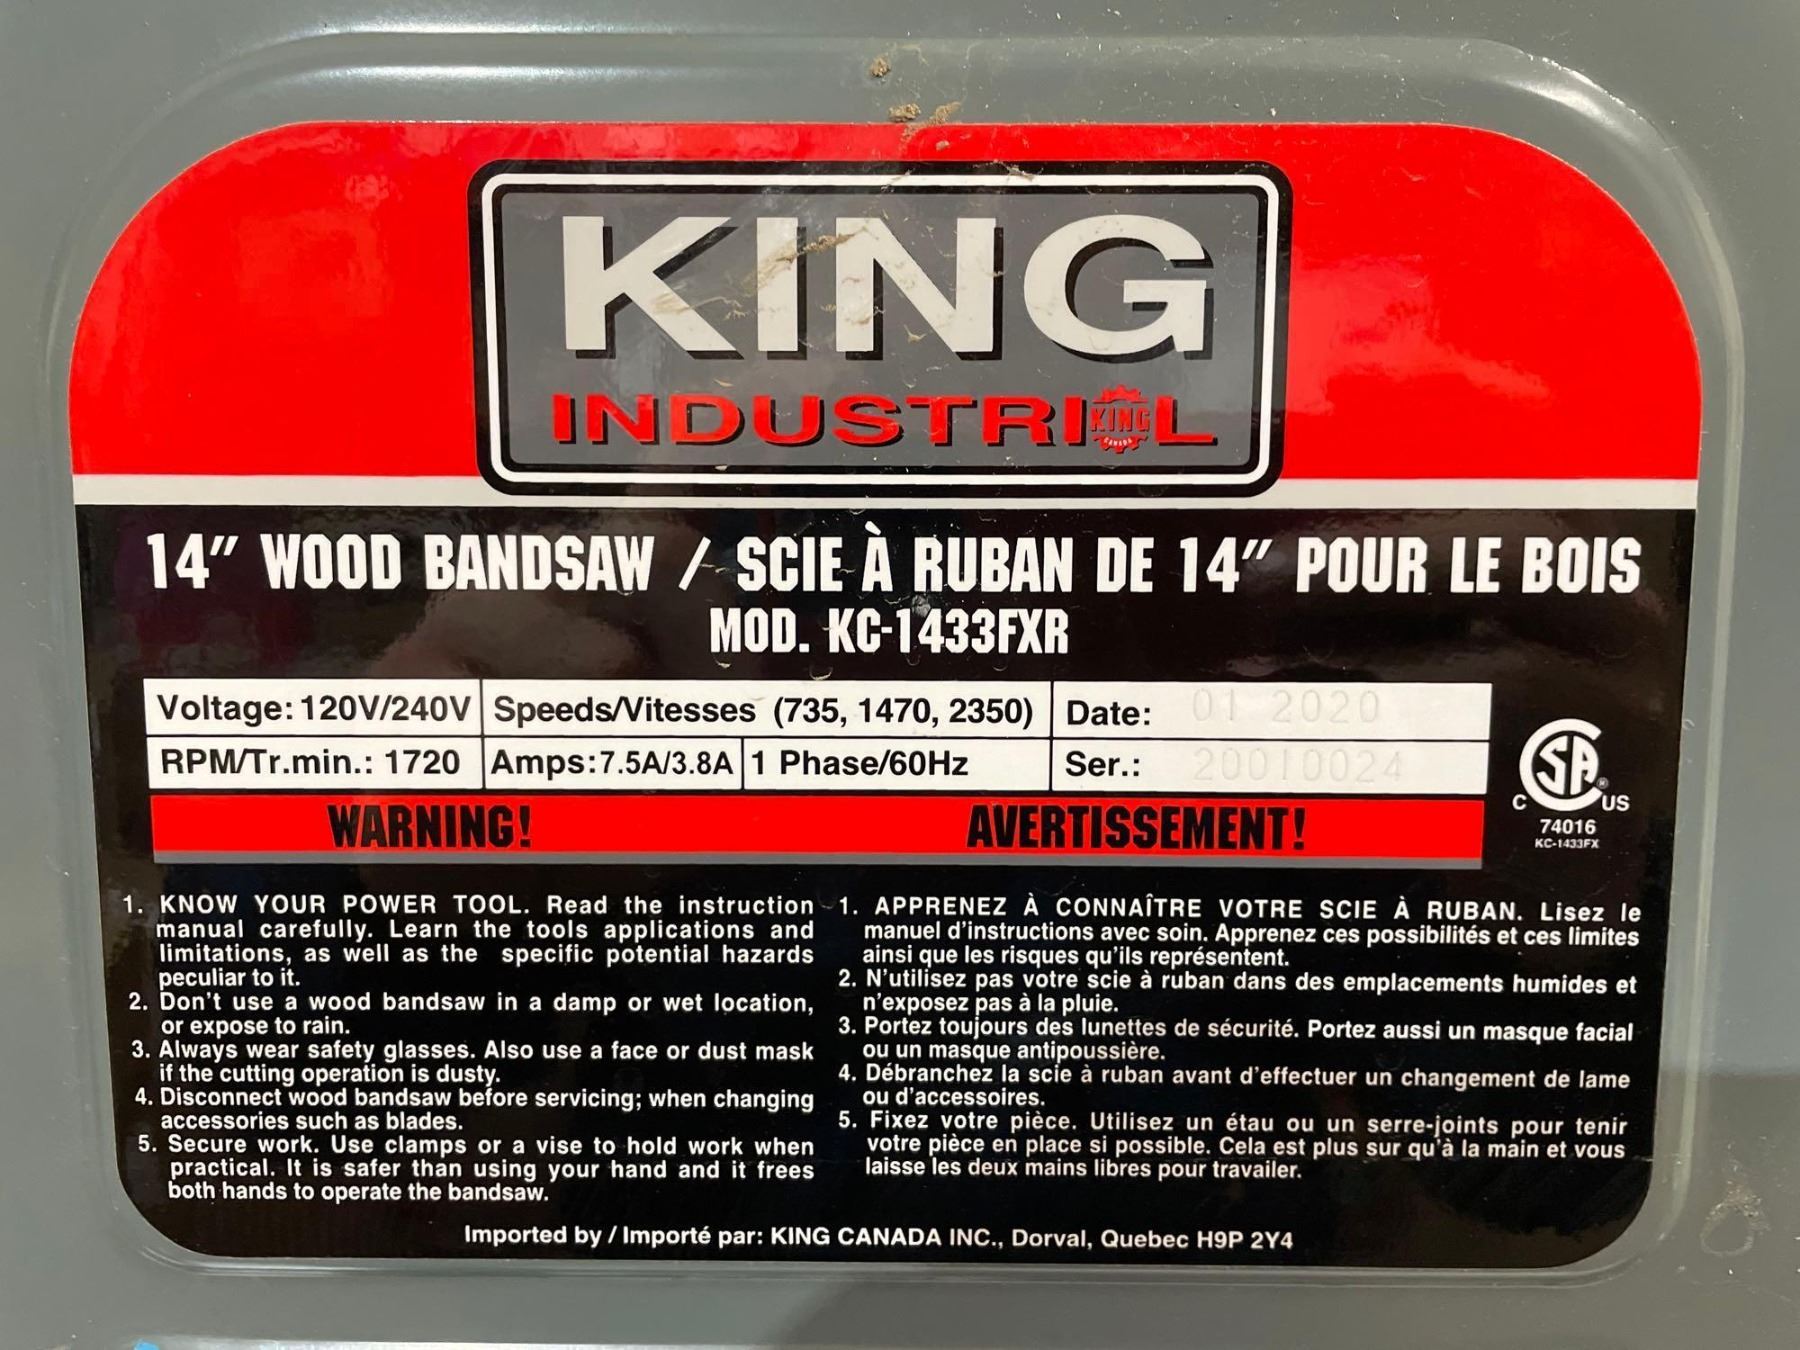 KING
INDUSTRIAL
KING
CANADA
14" WOOD BANDSAW / SCIE À RUBAN DE 14" POUR LE BOIS
MOD. KC-1433FXR
Voltage: 120V/240V Speeds/Vitesses (735, 1470, 2350) Date: 01 2020
RPM/Tr.min.: 1720 Amps:7.5A/3.8A 1 Phase/60Hz Ser.: 20010024
CSA ®
C US
74016
KC-1433FX
WARNING! AVERTISSEMENT!
1. KNOW YOUR POWER TOOL. Read the instruction
manual carefully. Learn the tools applications and
limitations, as well as the specific potential hazards
peculiar to it.
2. Don't use a wood bandsaw in a damp or wet location,
or expose to rain.
3. Always wear safety glasses. Also use a face or dust mask
if the cutting operation is dusty.
4. Disconnect wood bandsaw before servicing; when changing
accessories such as blades.
5. Secure work. Use clamps or a vise to hold work when
practical. It is safer than using your hand and it frees
both hands to operate the bandsaw.
1. APPRENEZ À CONNAÎTRE VOTRE SCIE À RUBAN. Lisez le
manuel d'instructions avec soin. Apprenez ces possibilités et ces limites
ainsi que les risques qu'ils représentent.
2. N'utilisez pas votre scie à ruban dans des emplacements humides et
n'exposez pas à la pluie.
3. Portez toujours des lunettes de sécurité. Portez aussi un masque facial
ou un masque antipoussière.
4. Débranchez la scie à ruban avant d'effectuer un changement de lame
ou d'accessoires.
5. Fixez votre pièce. Utilisez un étau ou un serre-joints pour tenir
votre pièce en place si possible. Cela est plus sur qu'à la main et vous
laisse les deux mains libres pour travailer.
Imported by / Importé par: KING CANADA INC., Dorval, Quebec H9P 2Y4